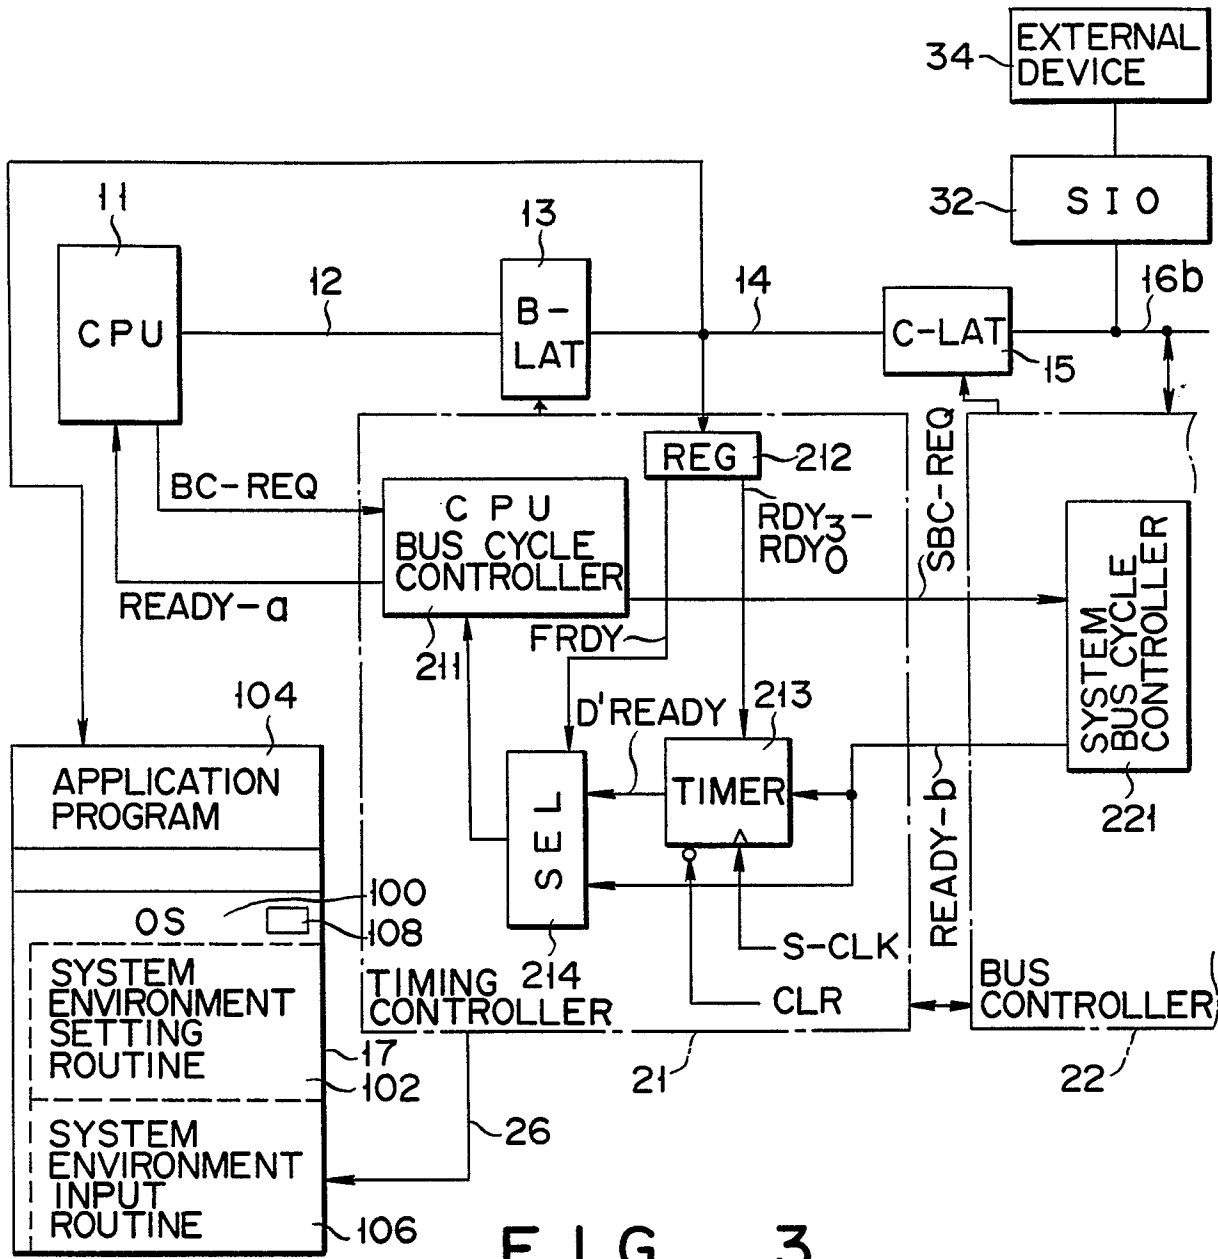 34
EXTERNAL
DEVICE
32
SIO
11
13
12
14
16b
CPU
B-
LAT
C-LAT
15
BC-REQ
REG
212
CPU
BUS CYCLE
CONTROLLER
RDY3-
RDY0
SBC-REQ
READY-a
211
FRDY
SYSTEM
BUS CYCLE
CONTROLLER
104
D'READY
213
APPLICATION
PROGRAM
SEL
TIMER
READY-b
221
100
OS
108
S-CLK
214
SYSTEM
ENVIRONMENT
SETTING
ROUTINE
TIMING
CONTROLLER
CLR
BUS
CONTROLLER
17
102
21
22
SYSTEM
ENVIRONMENT
INPUT
ROUTINE
26
106
FIG. 3